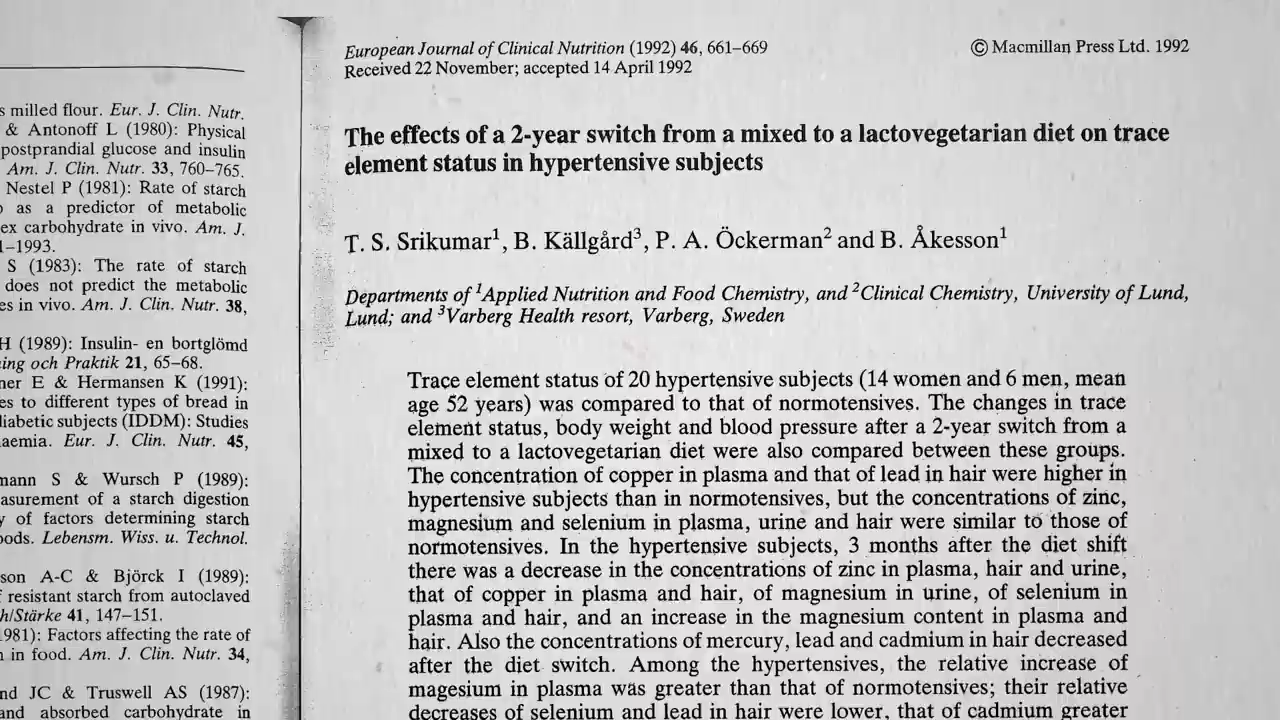 s milled flour. Eur. J. Clin. Nutr.
& Antonoff L (1980): Physical
postprandial glucose and insulin
Am. J. Clin. Nutr. 33, 760–765.
Nestel P (1981): Rate of starch
as a predictor of metabolic
ex carbohydrate in vivo. Am. J.
1–1993.
S (1983): The rate of starch
does not predict the metabolic
es in vivo. Am. J. Clin. Nutr. 38,
H (1989): Insulin- en bortglömd
ing och Praktik 21, 65–68.
ner E & Hermansen K (1991):
es to different types of bread in
diabetic subjects (IDDM): Studies
aemia. Eur. J. Clin. Nutr. 45,
mann S & Wursch P (1989):
asurement of a starch digestion
y of factors determining starch
oods. Lebensm. Wiss. u. Technol.
son A-C & Björck I (1989):
resistant starch from autoclaved
h/Stärke 41, 147–151.
981): Factors affecting the rate of
in food. Am. J. Clin. Nutr. 34,
nd JC & Truswell AS (1987):
and absorbed carbohydrate in
European Journal of Clinical Nutrition (1992) 46, 661–669
© Macmillan Press Ltd. 1992
Received 22 November; accepted 14 April 1992
The effects of a 2-year switch from a mixed to a lactovegetarian diet on trace
element status in hypertensive subjects
T. S. Srikumar¹, B. Källgård³, P. A. Öckerman² and B. Åkesson¹
Departments of ¹Applied Nutrition and Food Chemistry, and ²Clinical Chemistry, University of Lund,
Lund; and ³Varberg Health resort, Varberg, Sweden
Trace element status of 20 hypertensive subjects (14 women and 6 men, mean
age 52 years) was compared to that of normotensives. The changes in trace
element status, body weight and blood pressure after a 2-year switch from a
mixed to a lactovegetarian diet were also compared between these groups.
The concentration of copper in plasma and that of lead in hair were higher in
hypertensive subjects than in normotensives, but the concentrations of zinc,
magnesium and selenium in plasma, urine and hair were similar to those of
normotensives. In the hypertensive subjects, 3 months after the diet shift
there was a decrease in the concentrations of zinc in plasma, hair and urine,
that of copper in plasma and hair, of magnesium in urine, of selenium in
plasma and hair, and an increase in the magnesium content in plasma and
hair. Also the concentrations of mercury, lead and cadmium in hair decreased
after the diet switch. Among the hypertensives, the relative increase of
magesium in plasma was greater than that of normotensives; their relative
decreases of selenium and lead in hair were lower, that of cadmium greater